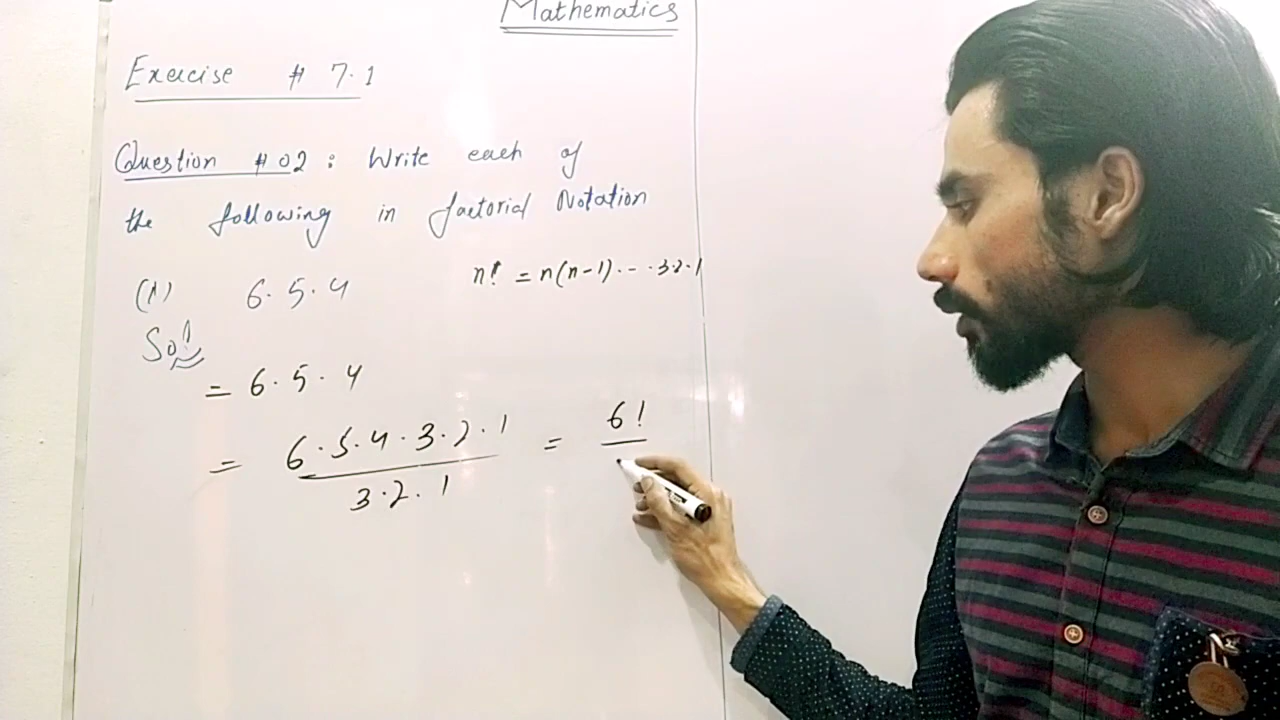 Mathematics
Exercise # 7.1
Question # 02 : Write each of
the following in factorial Notation
(i) 6.5.4
n! = n(n-1)....3.2.1
Sol
= 6.5.4
= 6.5.4.3.2.1 / 3.2.1 = 6! /